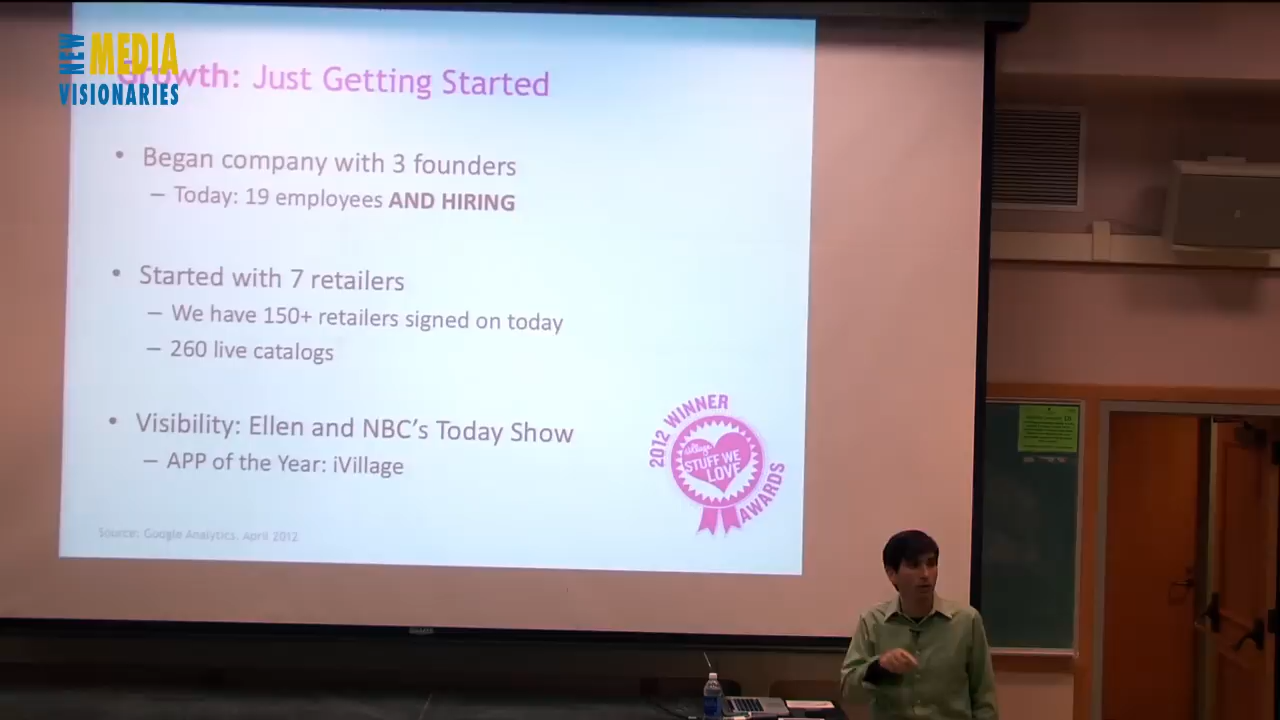 NEW MEDIA
VISIONARIES
Growth: Just Getting Started
• Began company with 3 founders
– Today: 19 employees AND HIRING
• Started with 7 retailers
– We have 150+ retailers signed on today
– 260 live catalogs
• Visibility: Ellen and NBC's Today Show
– APP of the Year: iVillage
2012 WINNER
iVillage
STUFF WE
LOVE
AWARDS
Source: Google Analytics, April 2012